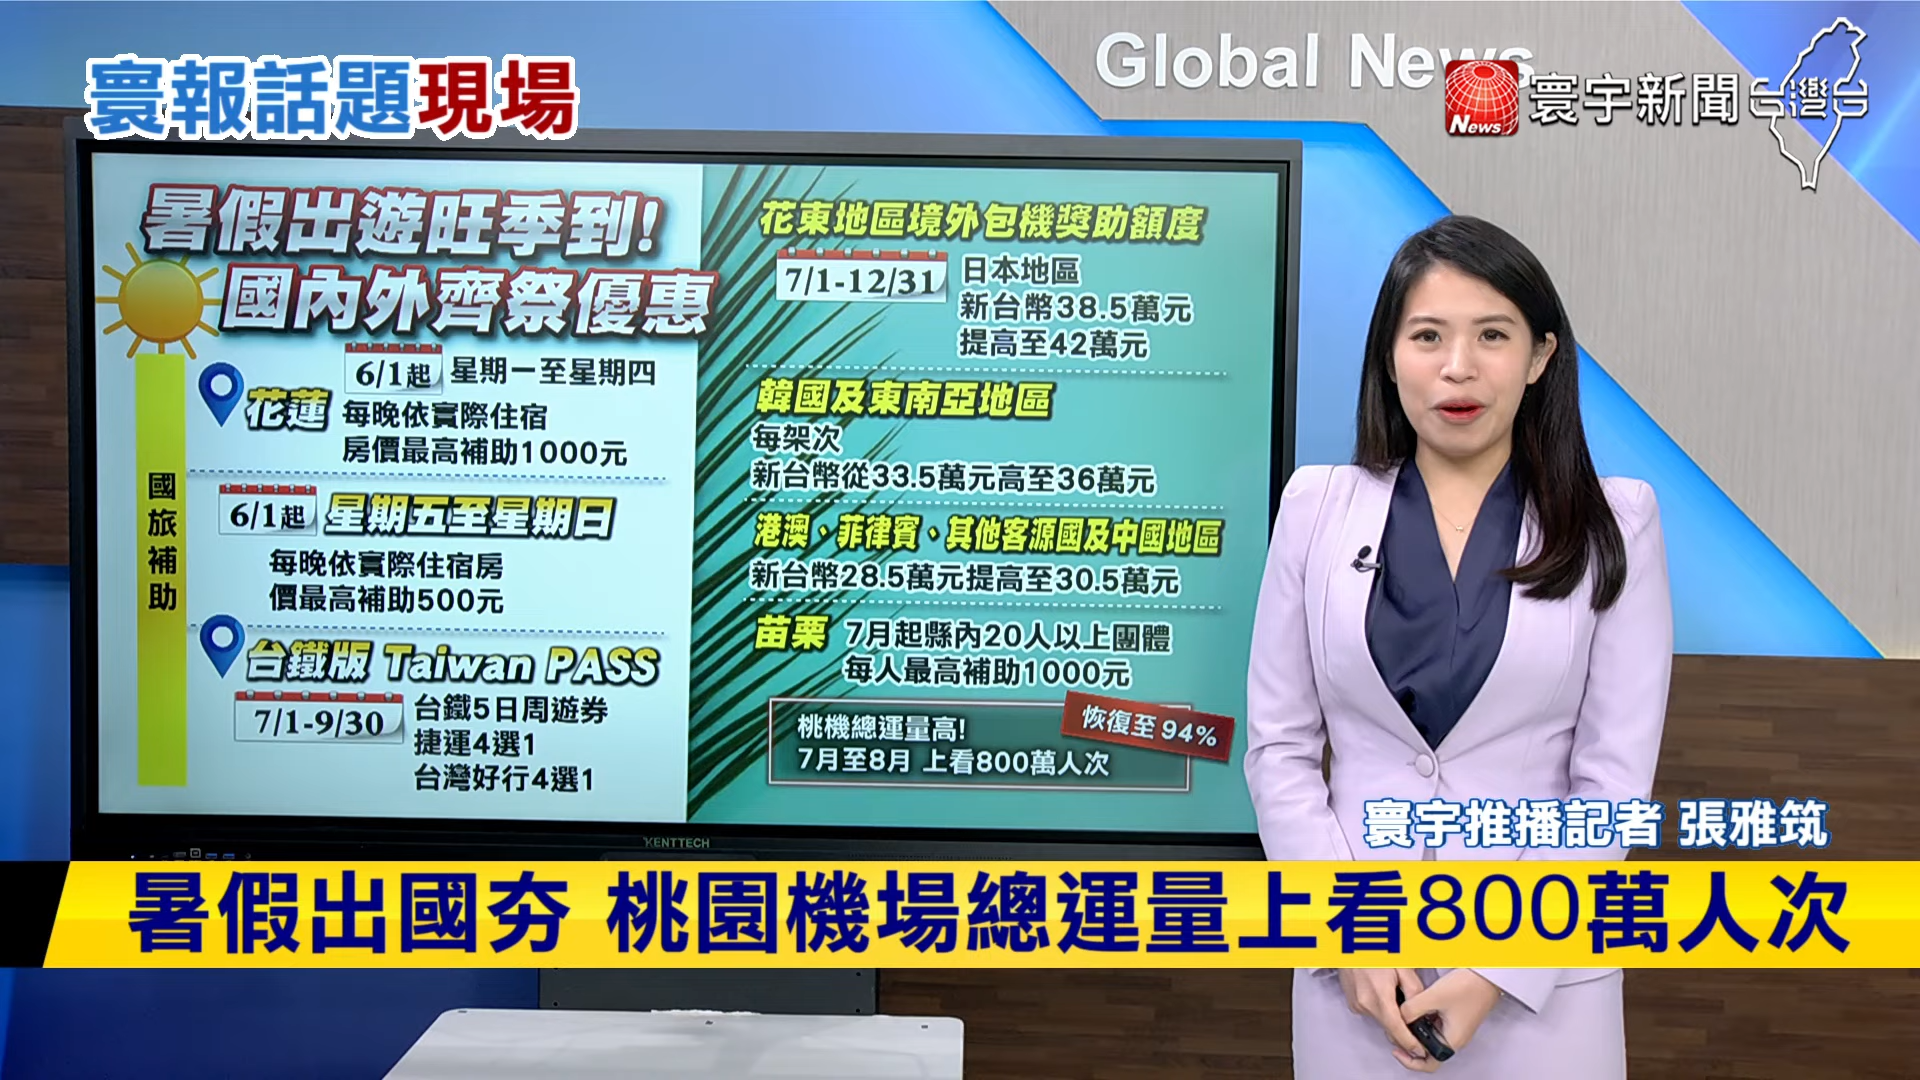 寰報話題現場
Global News
News
寰宇新聞
台灣
暑假出遊旺季到!
國內外齊祭優惠
國旅補助
花蓮
6/1起 星期一至星期四
每晚依實際住宿
房價最高補助1000元
6/1起 星期五至星期日
每晚依實際住宿房
價最高補助500元
台鐵版 Taiwan PASS
7/1-9/30
台鐵5日周遊券
捷運4選1
台灣好行4選1
花東地區境外包機獎助額度
7/1-12/31
日本地區
新台幣38.5萬元
提高至42萬元
韓國及東南亞地區
每架次
新台幣從33.5萬元高至36萬元
港澳、菲律賓、其他客源國及中國地區
新台幣28.5萬元提高至30.5萬元
苗栗 7月起縣內20人以上團體
每人最高補助1000元
桃機總運量高!
7月至8月 上看800萬人次
恢復至94%
KENTTECH
寰宇推播記者 張雅筑
暑假出國夯 桃園機場總運量上看800萬人次